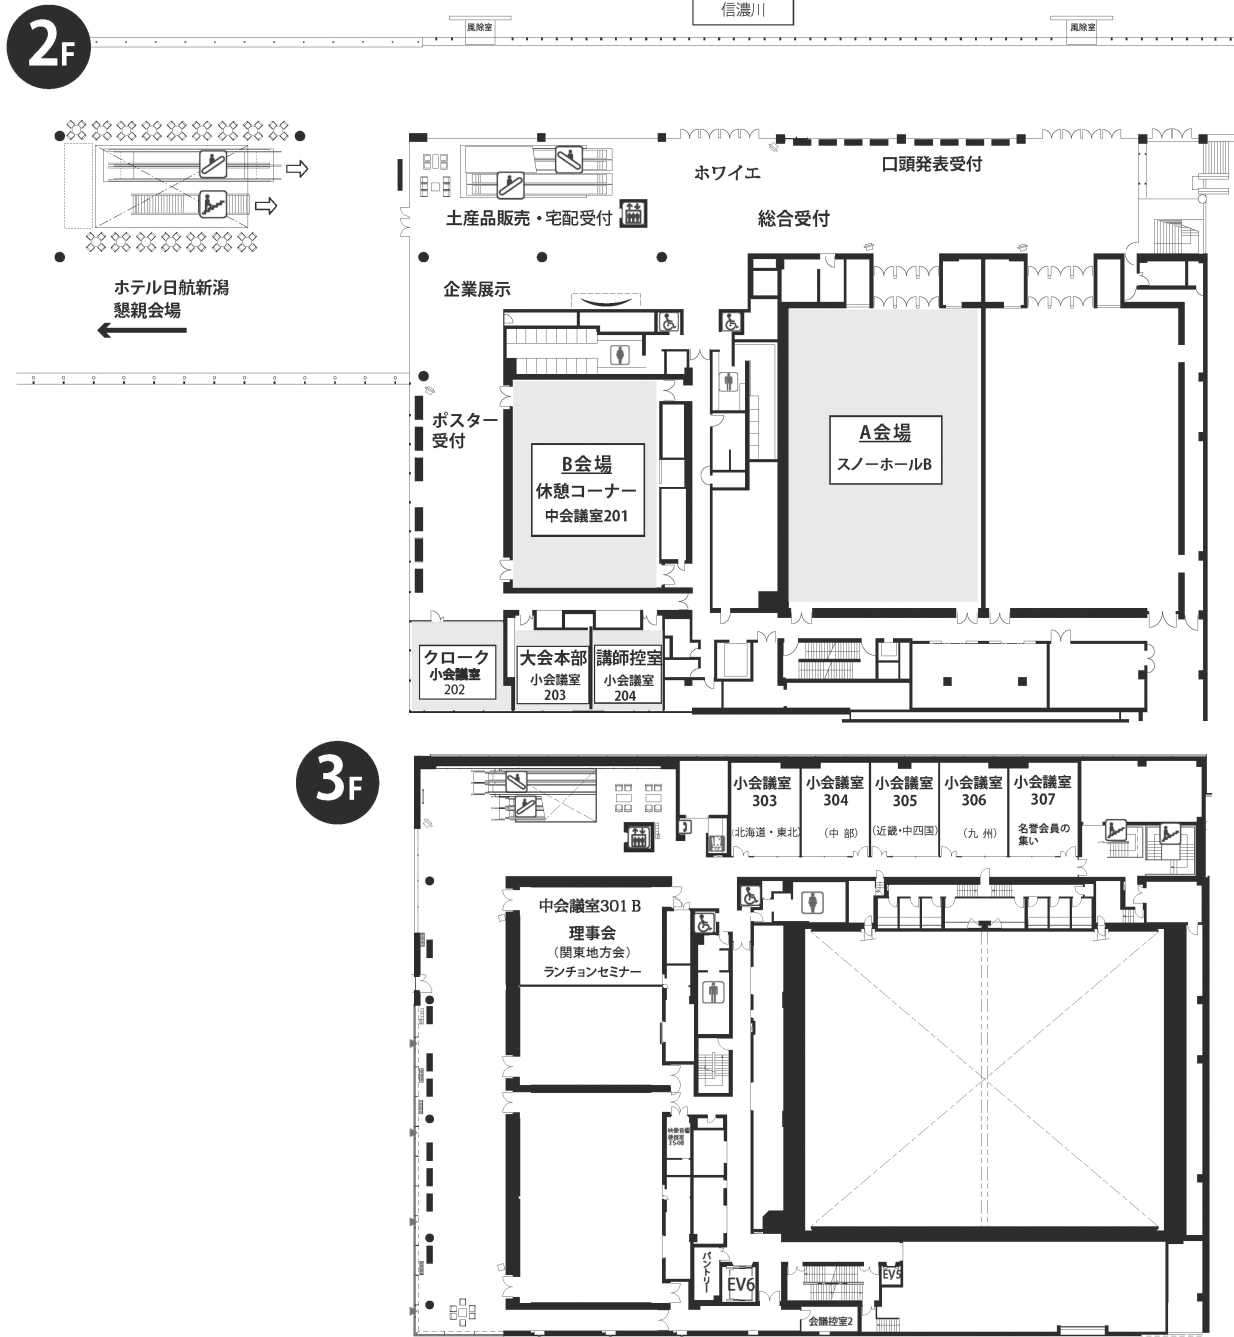 信濃川
2F
風除室
風除室
ホワイエ
口頭発表受付
土産品販売・宅配受付
総合受付
ホテル日航新潟
懇親会場
企業展示
ポスター
受付
B会場
休憩コーナー
中会議室201
A会場
スノーホールB
クローク
小会議室
202
大会本部
小会議室
203
講師控室
小会議室
204
3F
小会議室
303
(北海道・東北)
小会議室
304
(中 部)
小会議室
305
(近畿・中四国)
小会議室
306
(九 州)
小会議室
307
名誉会員の
集い
中会議室301 B
理事会
(関東地方会)
ランチョンセミナー
パントリー
EV6
EV5
会議控室2